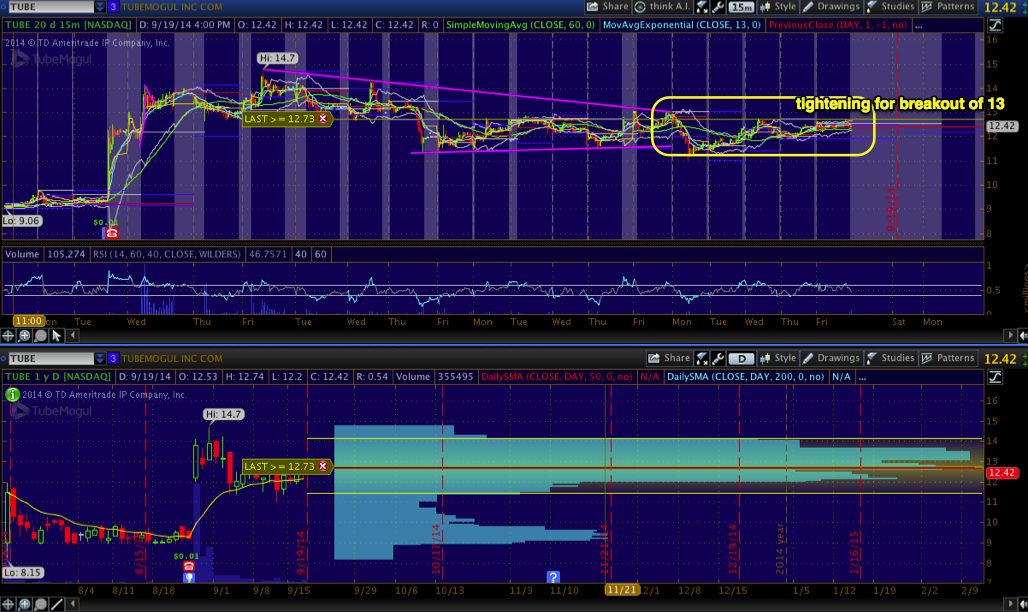 TUBE 3 TUBEMOGUL INC COM Share think A.I. 15m Style Drawings Studies Patterns 12.42
TUBE 20 d 15m [NASDAQ] D: 9/19/14 4:00 PM O: 12.42 H: 12.42 L: 12.42 C: 12.42 R: 0 SimpleMovingAvg (CLOSE, 60, 0) MovAvgExponential (CLOSE, 13, 0) PreviousClose (DAY, 1, -1, no) ...
2014 © TD Ameritrade IP Company, Inc.
TubeMogul
Hi: 14.7
tightening for breakout of 13
LAST >= 12.73
16
15
14
13
12.42
12
11
10
9
8
Lo: 9.06
$0.01
9/19/14
Volume 105,274 RSI (14, 60, 40, CLOSE, WILDERS) 46.7571 40 60
1
0.5
11:00 Tue Wed Thu Fri Tue Wed Thu Fri Mon Tue Wed Thu Fri Mon Tue Wed Thu Fri Sat Mon
TUBE 3 TUBEMOGUL INC COM Share D Style Drawings Studies Patterns 12.42
TUBE 1 y D [NASDAQ] D: 9/19/14 O: 12.53 H: 12.74 L: 12.2 C: 12.42 R: 0.54 Volume 355495 DailySMA (CLOSE, DAY, 50, 0, no) N/A DailySMA (CLOSE, DAY, 200, 0, no) N/A ...
2014 © TD Ameritrade IP Company, Inc.
TubeMogul
Hi: 14.7
LAST >= 12.73
16
15
14
13
12.42
12
11
10
9
8
7
Lo: 8.15
$0.01
8/15/14
9/19/14
10/17/14
11/21/14
12/19/14
2014 year
1/16/15
8/4 8/11 8/18 9/1 9/8 9/15 9/29 10/6 10/13 11/3 11/10 11/21 12/1 12/8 12/15 1/5 1/12 1/19 2/2 2/9